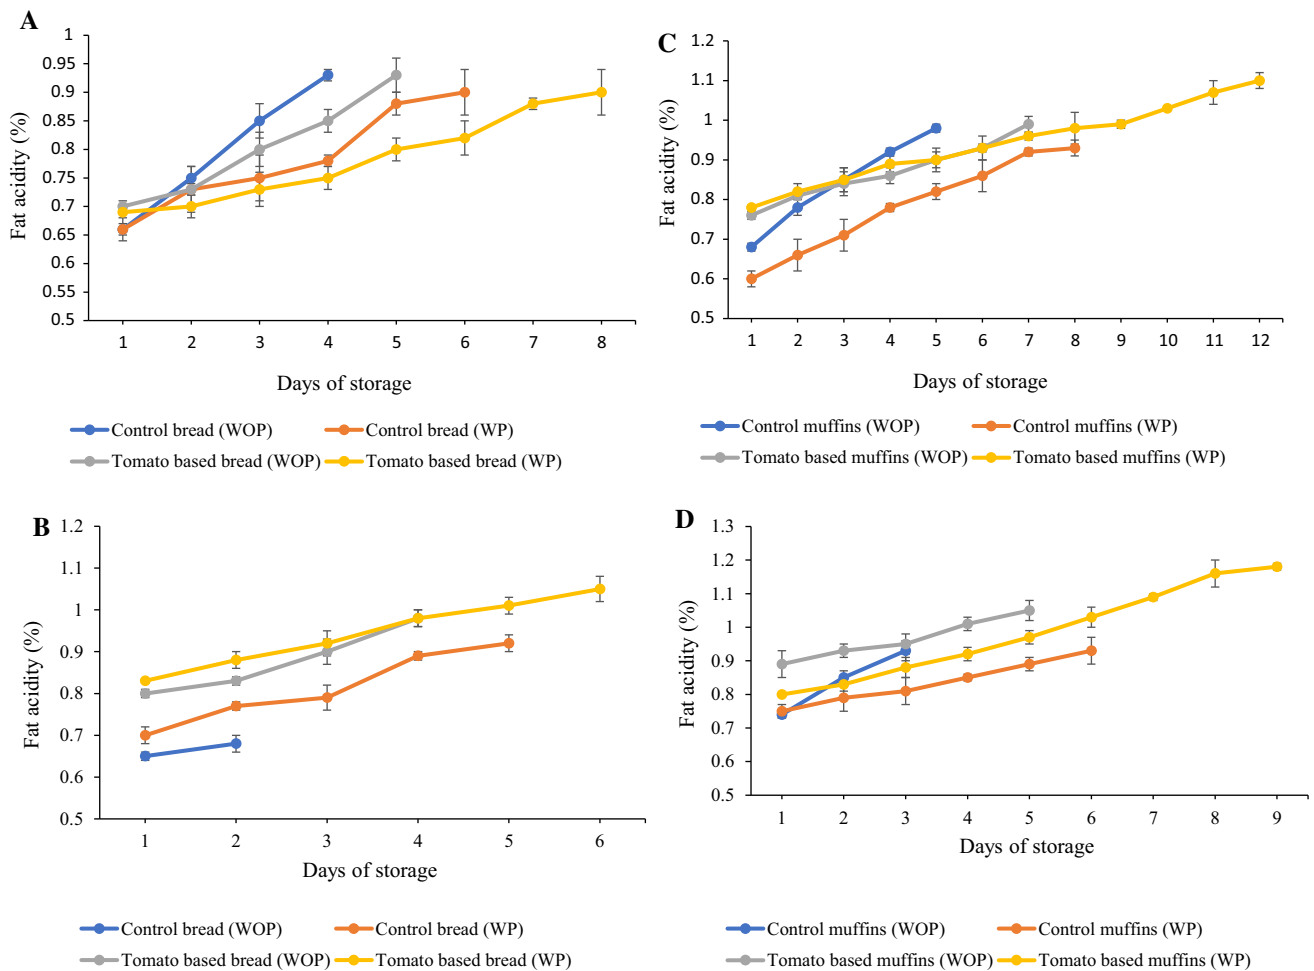 A
1
0.95
0.9
0.85
0.8
0.75
0.7
0.65
0.6
0.55
0.5
Fat acidity (%)
1 2 3 4 5 6 7 8
Days of storage
Control bread (WOP) Control bread (WP)
Tomato based bread (WOP) Tomato based bread (WP)
C
1.2
1.1
1
0.9
0.8
0.7
0.6
0.5
Fat acidity (%)
1 2 3 4 5 6 7 8 9 10 11 12
Days of storage
Control muffins (WOP) Control muffins (WP)
Tomato based muffins (WOP) Tomato based muffins (WP)
B
1.2
1.1
1
0.9
0.8
0.7
0.6
0.5
Fat acidity (%)
1 2 3 4 5 6
Days of storage
Control bread (WOP) Control bread (WP)
Tomato based bread (WOP) Tomato based bread (WP)
D
1.3
1.2
1.1
1
0.9
0.8
0.7
0.6
0.5
Fat acidity (%)
1 2 3 4 5 6 7 8 9
Days of storage
Control muffins (WOP) Control muffins (WP)
Tomato based muffins (WOP) Tomato based muffins (WP)